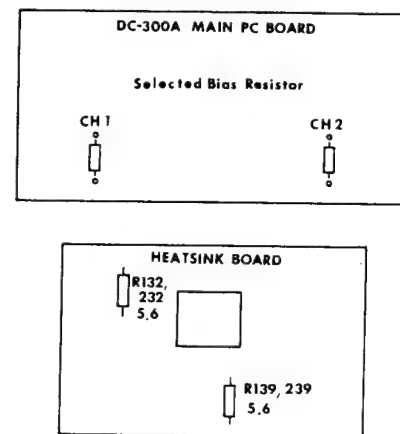 DC-300A MAIN PC BOARD
Selected Bias Resistor
CH 1
CH 2
HEATSINK BOARD
R132,
232
5.6
R139, 239
5.6